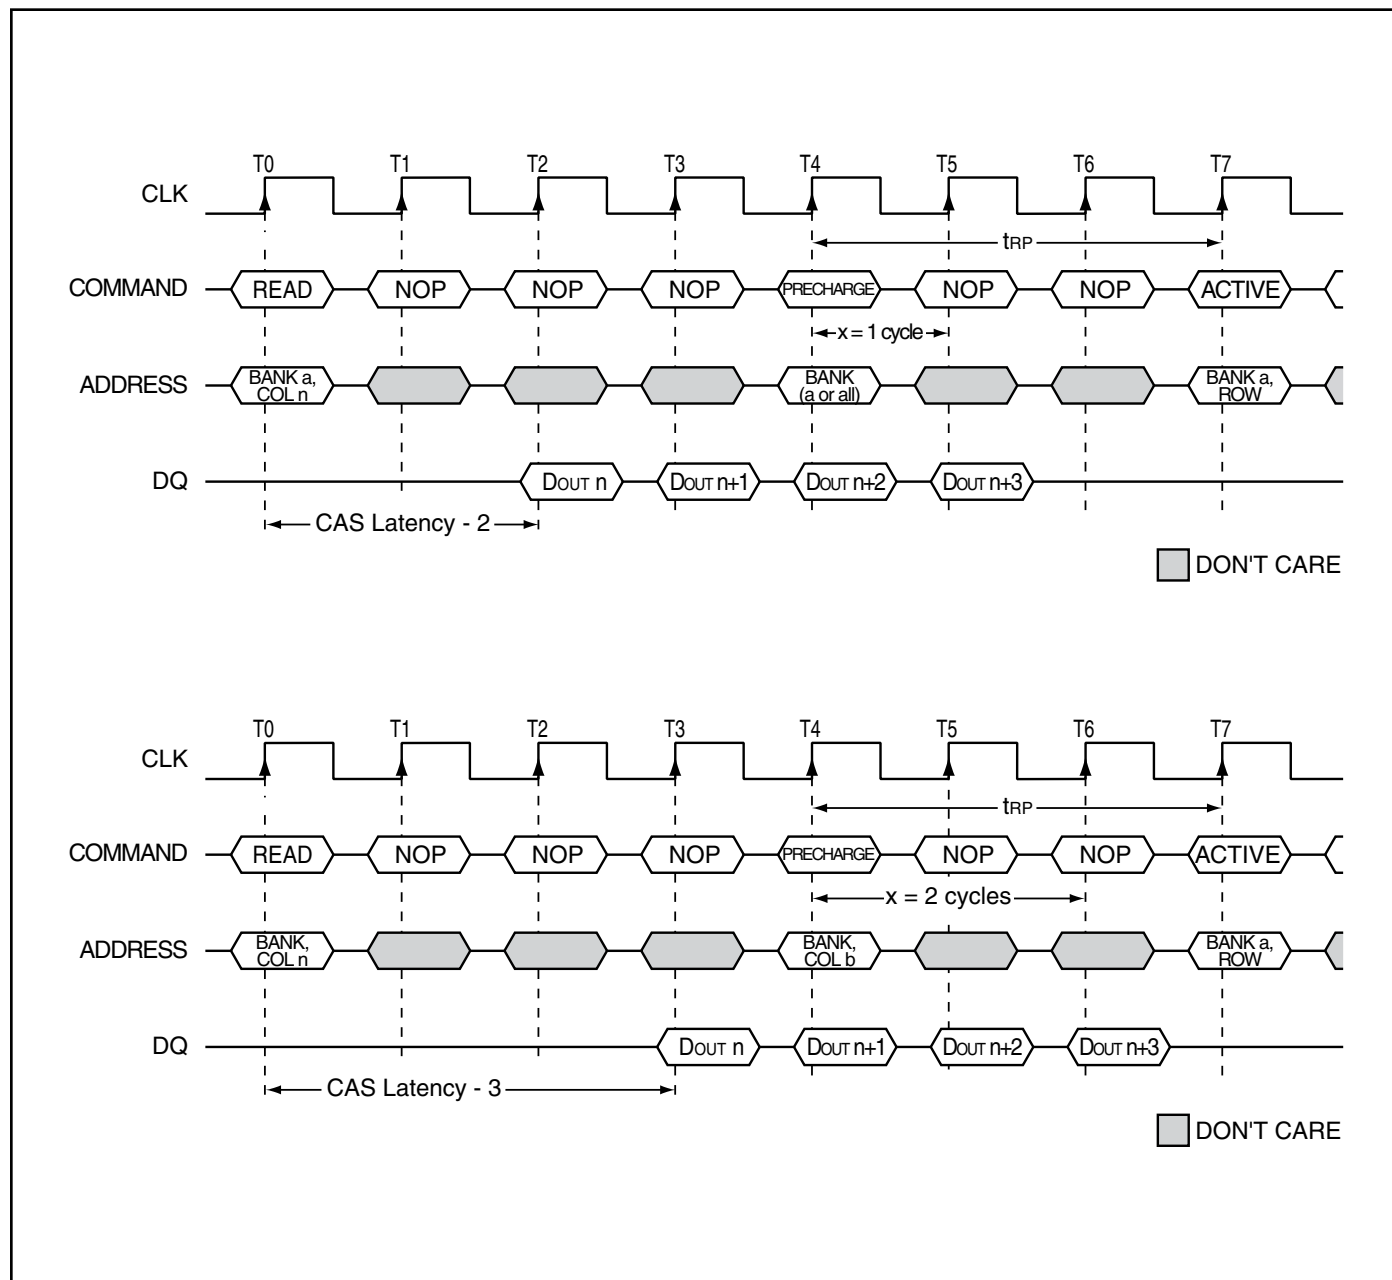 T0 T1 T2 T3 T4 T5 T6 T7
CLK
tRP
COMMAND READ NOP NOP NOP PRECHARGE NOP NOP ACTIVE
x = 1 cycle
ADDRESS BANK a, COL n BANK (a or all) BANK a, ROW
DQ DOUT n DOUT n+1 DOUT n+2 DOUT n+3
CAS Latency - 2
DON'T CARE
T0 T1 T2 T3 T4 T5 T6 T7
CLK
tRP
COMMAND READ NOP NOP NOP PRECHARGE NOP NOP ACTIVE
x = 2 cycles
ADDRESS BANK, COL n BANK, COL b BANK a, ROW
DQ DOUT n DOUT n+1 DOUT n+2 DOUT n+3
CAS Latency - 3
DON'T CARE